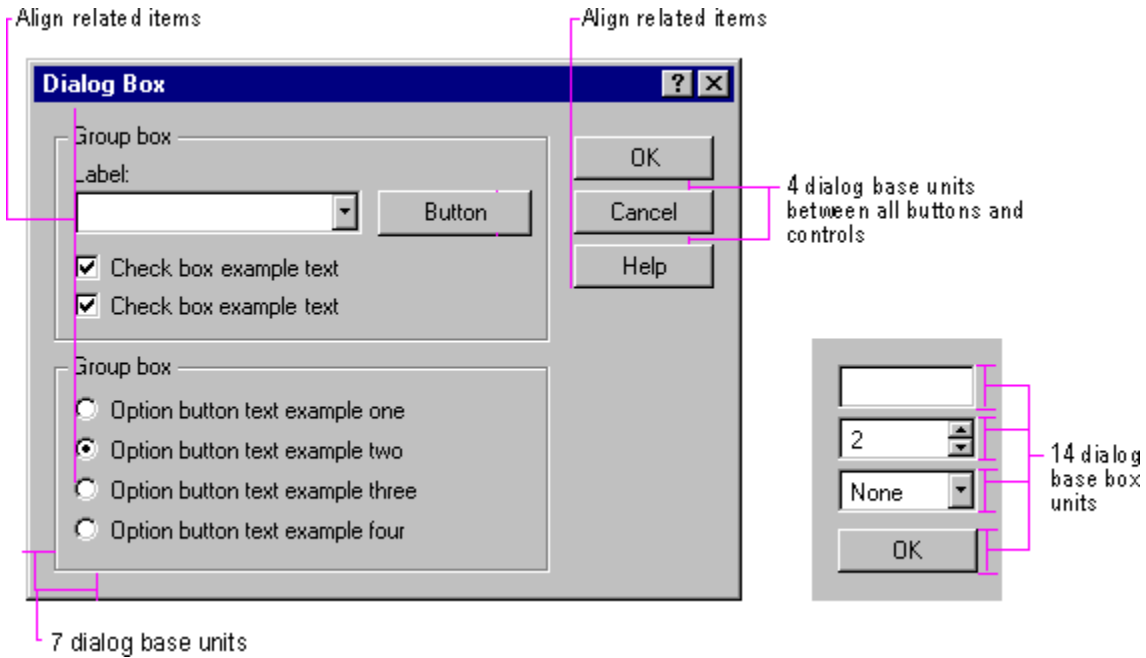 Align related items
Align related items
Dialog Box
?
Group box
Label:
Button
Check box example text
Check box example text
OK
Cancel
Help
4 dialog base units
between all buttons and
controls
Group box
Option button text example one
Option button text example two
Option button text example three
Option button text example four
7 dialog base units
2
None
OK
14 dialog
base box
units